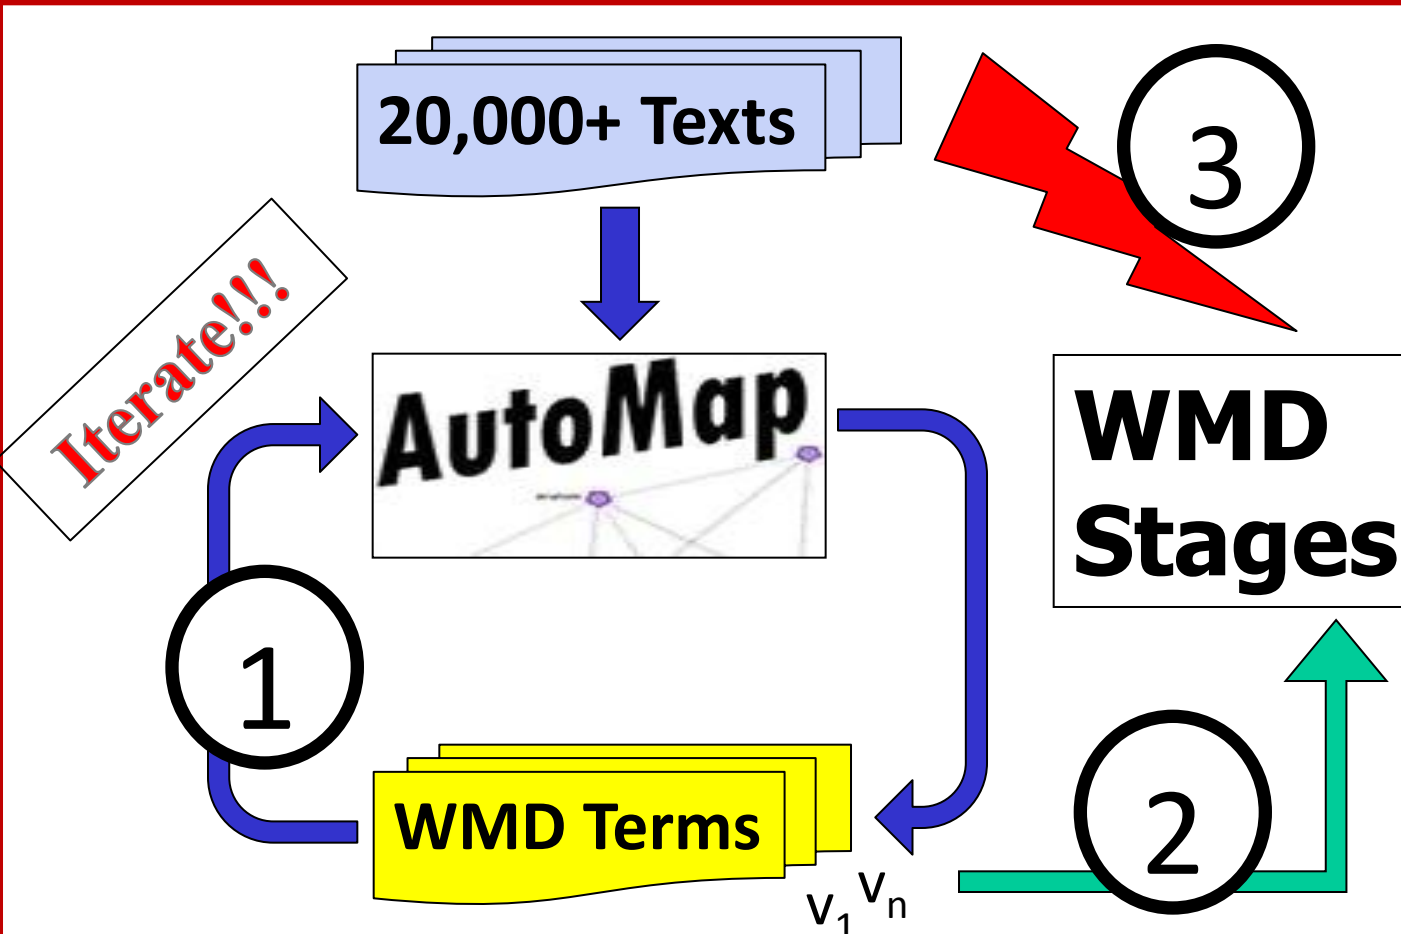 20,000+ Texts
3
Iterate!!!
AutoMap
WMD
Stages
1
WMD Terms
2
v1 vn